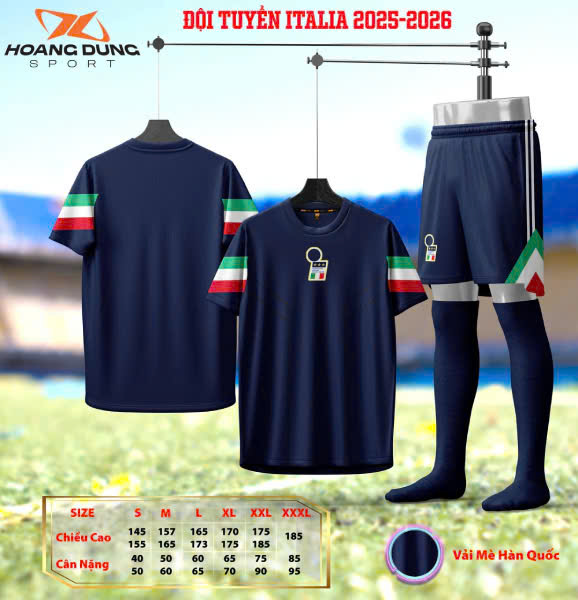 ĐỘI TUYỂN ITALIA 2025-2026
HOANG DUNG
SPORT
SIZE S M L XL XXL XXXL
Chiều Cao 145 157 165 170 175 185
155 165 173 175 185
Cân Nặng 40 50 60 65 75 85
50 60 65 70 90 95
Vải Mè Hàn Quốc